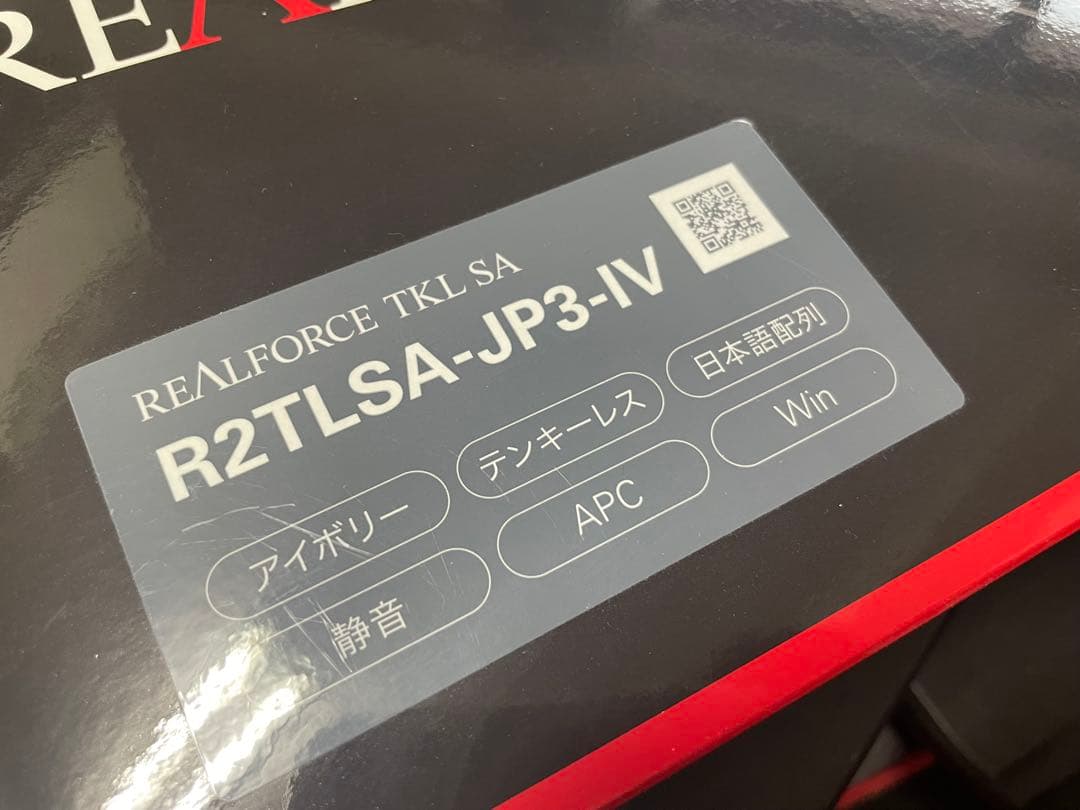 REA
REALFORCE TKL SA
R2TLSA-JP3-IV
アイボリー テンキーレス 日本語配列
静音 APC Win